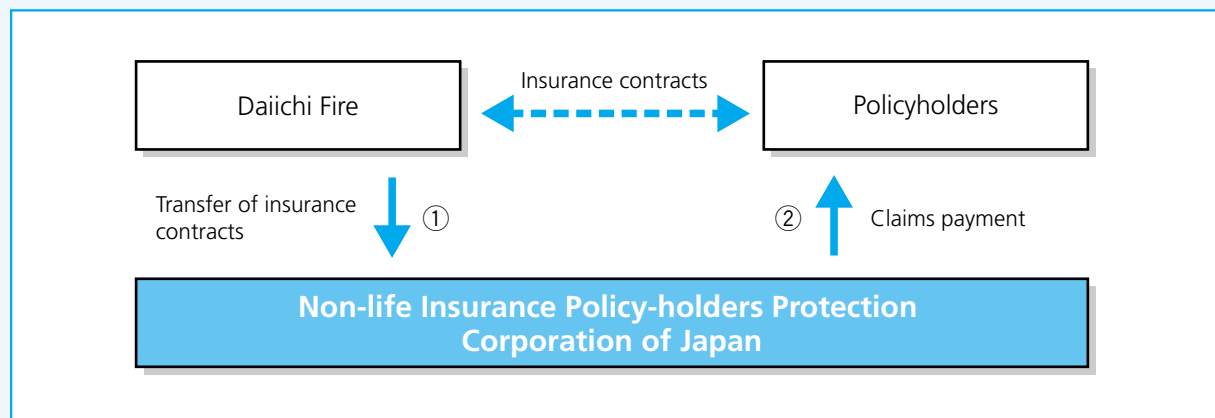 Insurance contracts
Daiichi Fire
Policyholders
Transfer of insurance
contracts
①
②
Claims payment
Non-life Insurance Policy-holders Protection
Corporation of Japan